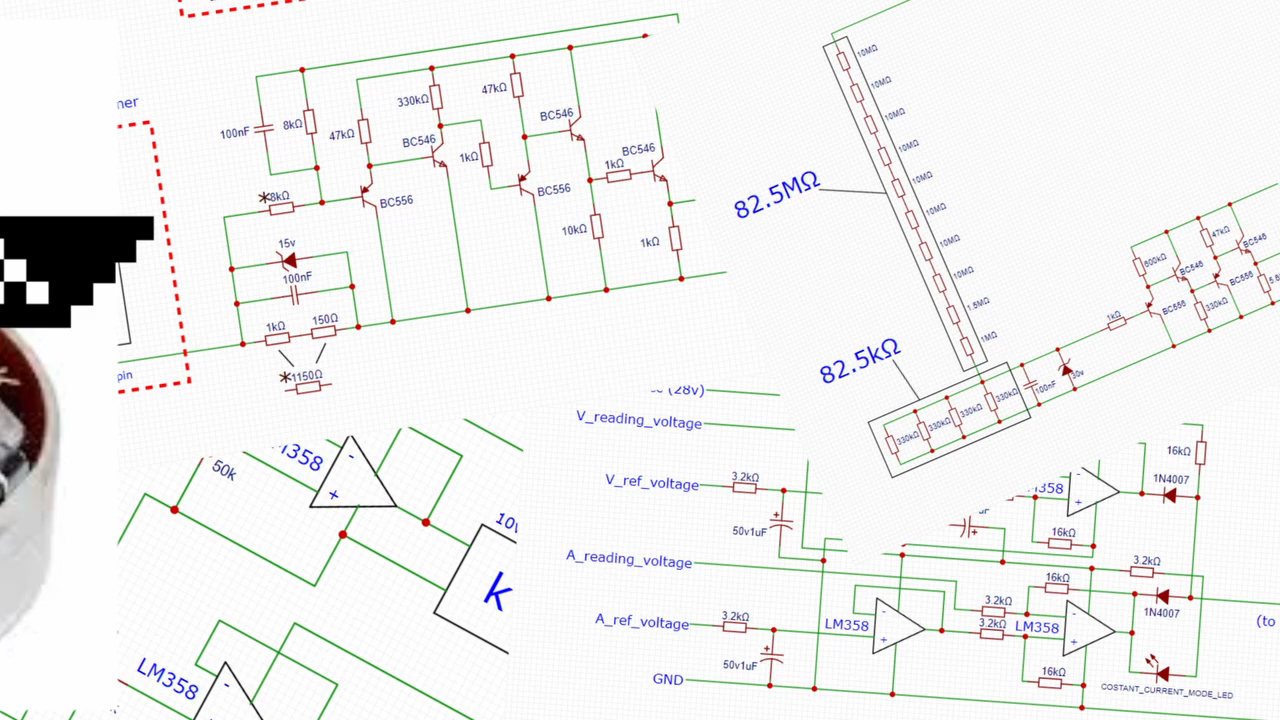 ner
pin
100nF
8kΩ
47kΩ
330kΩ
47kΩ
BC546
1kΩ
BC546
BC556
BC556
BC546
1kΩ
10kΩ
1kΩ
*8kΩ
15v
100nF
1kΩ
150Ω
*1150Ω
10MΩ
10MΩ
10MΩ
10MΩ
10MΩ
10MΩ
10MΩ
10MΩ
1.5MΩ
1MΩ
82.5MΩ
82.5kΩ
330kΩ
330kΩ
330kΩ
330kΩ
100nF
30v
1kΩ
BC546
47kΩ
BC546
BC556
BC556
330kΩ
(28v)
V_reading_voltage
V_ref_voltage
3.2kΩ
50v1uF
A_reading_voltage
A_ref_voltage
3.2kΩ
50v1uF
GND
LM358
3.2kΩ
3.2kΩ
16kΩ
LM358
16kΩ
16kΩ
16kΩ
1N4007
3.2kΩ
1N4007
COSTANT_CURRENT_MODE_LED
(to
50k
k
LM358